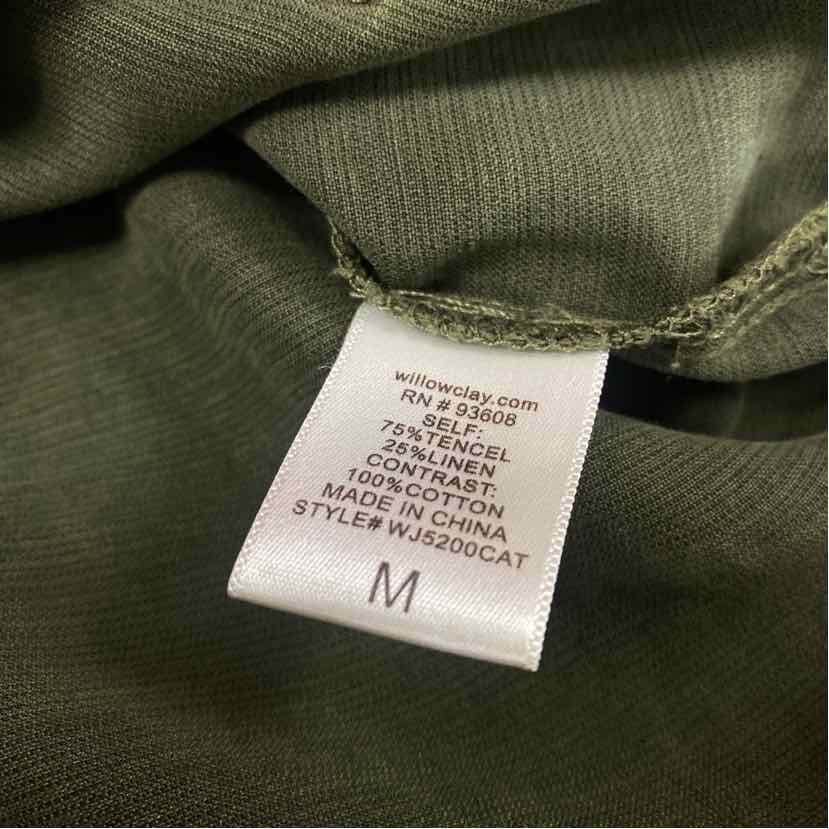 willowclay.com
RN # 93608
SELF:
75%TENCEL
25%LINEN
CONTRAST:
100%COTTON
MADE IN CHINA
STYLE# WJ5200CAT
M